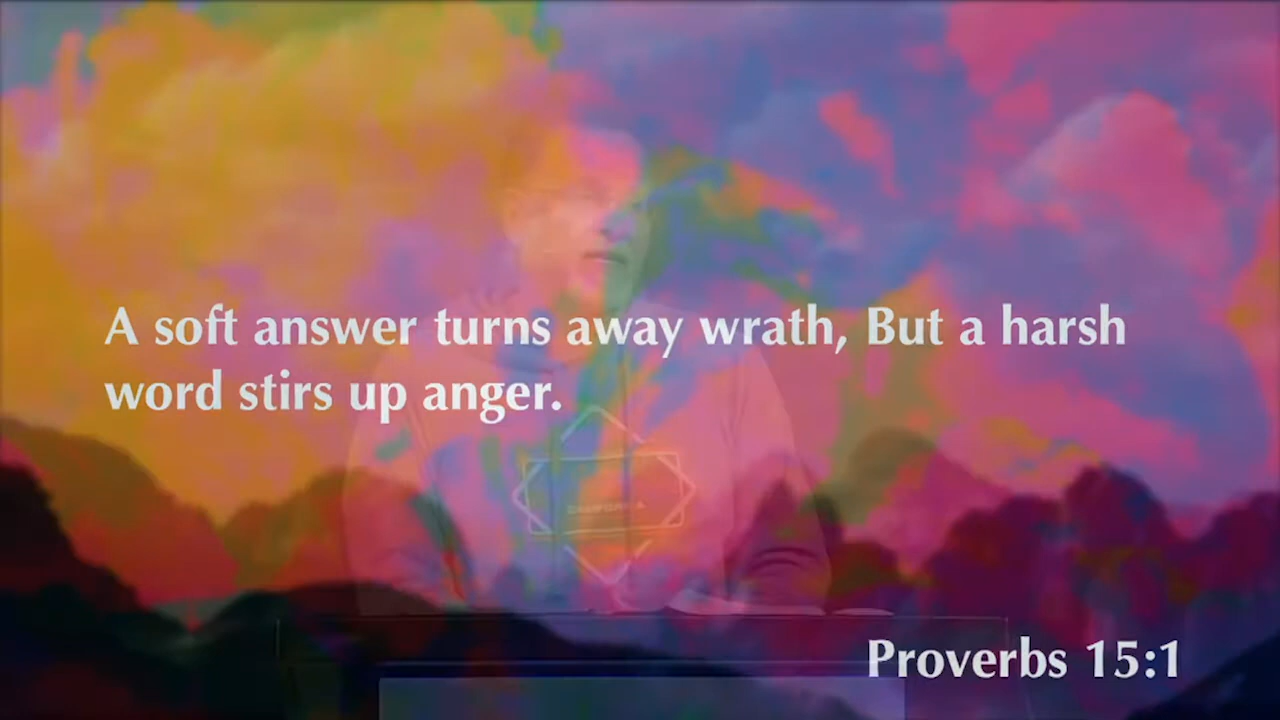 A soft answer turns away wrath, But a harsh
word stirs up anger.
Proverbs 15:1